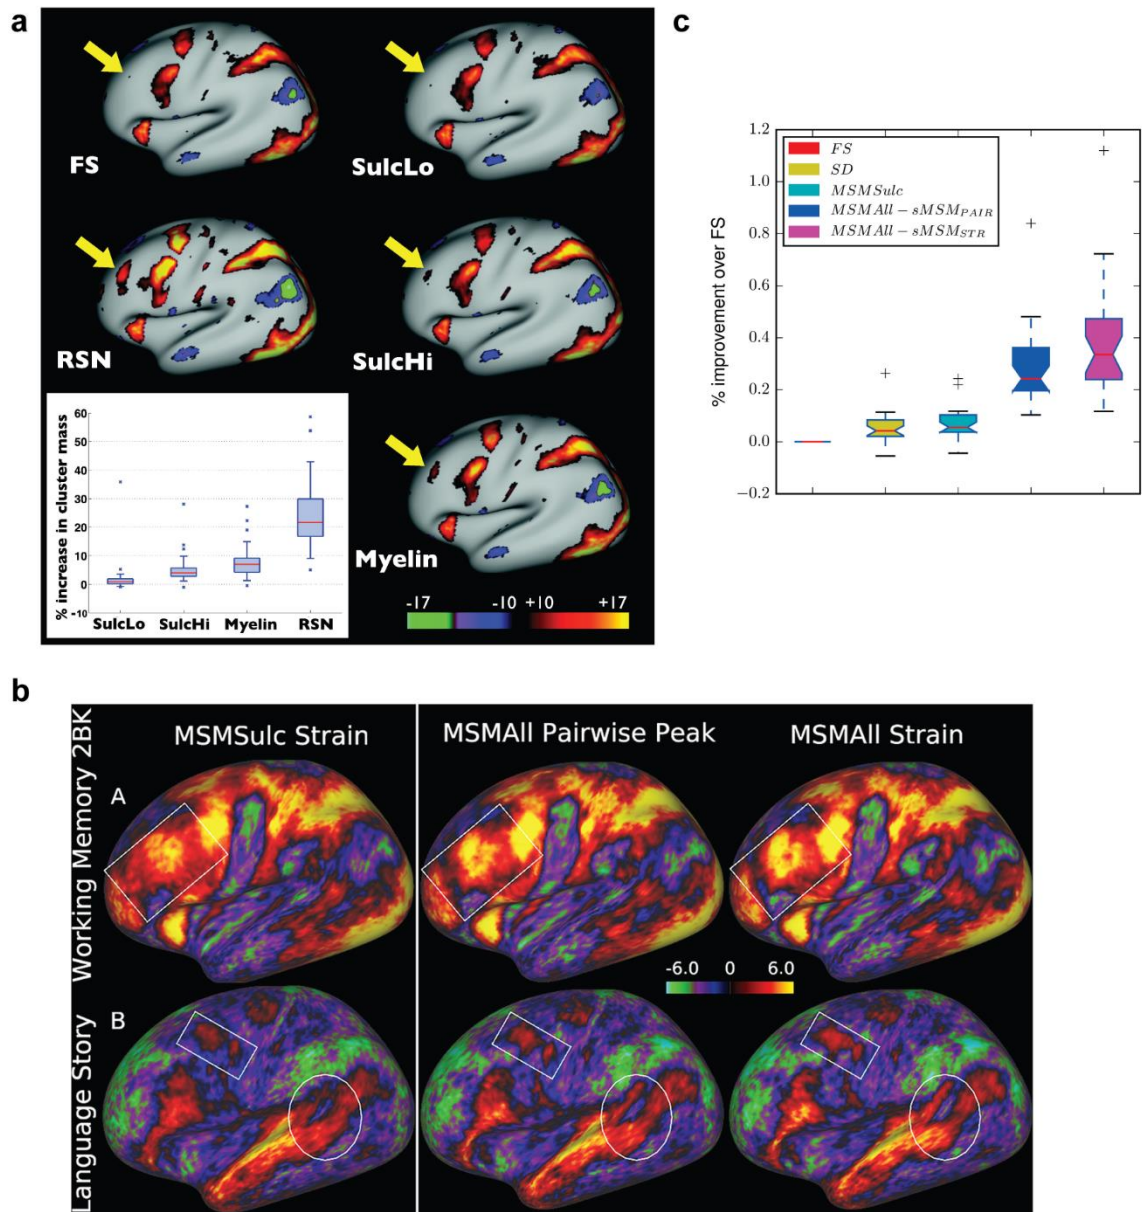 a
FS
SulcLo
RSN
SulcHi
Myelin
% increase in cluster mass
60
50
40
30
20
10
0
-10
SulcLo SulcHi Myelin RSN
-17 -10 +10 +17
c
% improvement over FS
1.2
1.0
0.8
0.6
0.4
0.2
0.0
−0.2
FS
SD
MSMSulc
MSMAll − sMSM_PAIR
MSMAll − sMSM_STR
b
MSMSulc Strain
MSMAll Pairwise Peak
MSMAll Strain
Working Memory 2BK
A
-6.0 0 6.0
Language Story
B